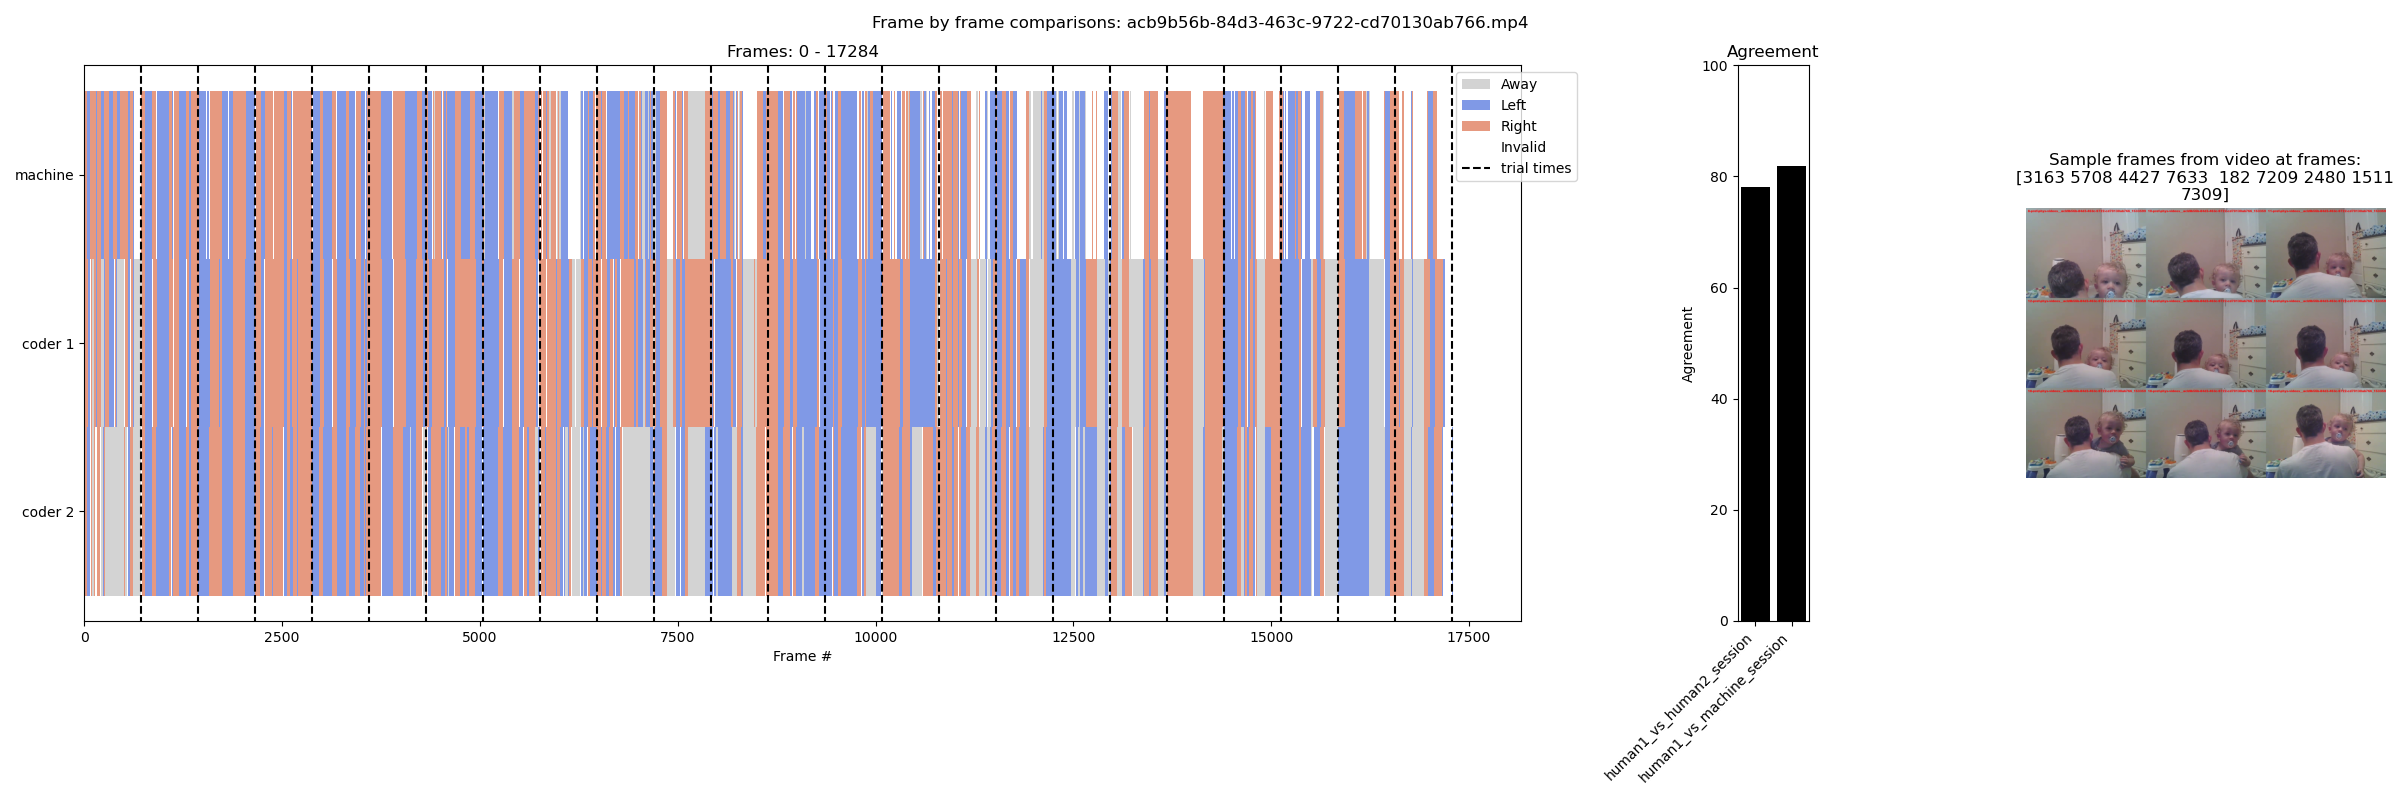 Frame by frame comparisons: acb9b56b-84d3-463c-9722-cd70130ab766.mp4
Frames: 0 - 17284
machine
coder 1
coder 2
0
2500
5000
7500
10000
12500
15000
17500
Frame #
Away
Left
Right
Invalid
trial times
Agreement
100
80
60
40
20
0
Agreement
human1_vs_human2_session
human1_vs_machine_session
Sample frames from video at frames:
[3163 5708 4427 7633  182 7209 2480 1511
7309]